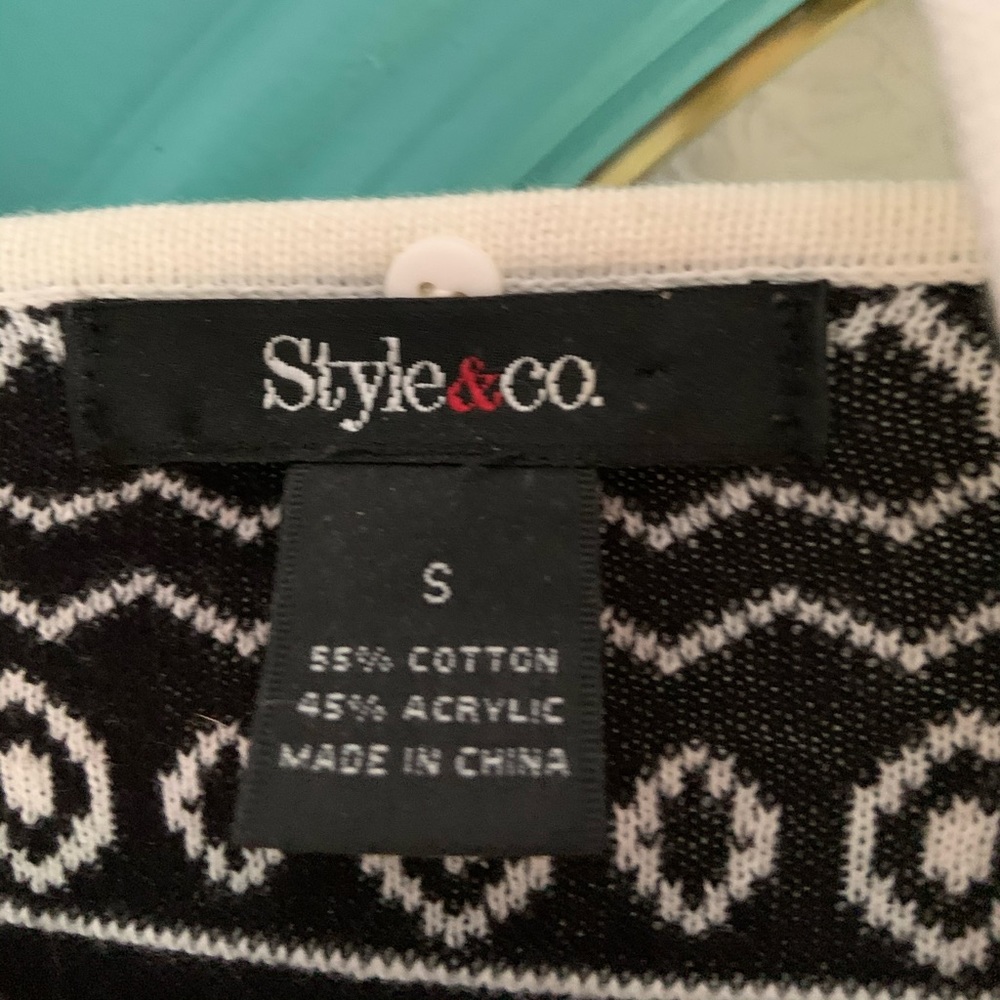 Style&co.
S
55% COTTON
45% ACRYLIC
MADE IN CHINA